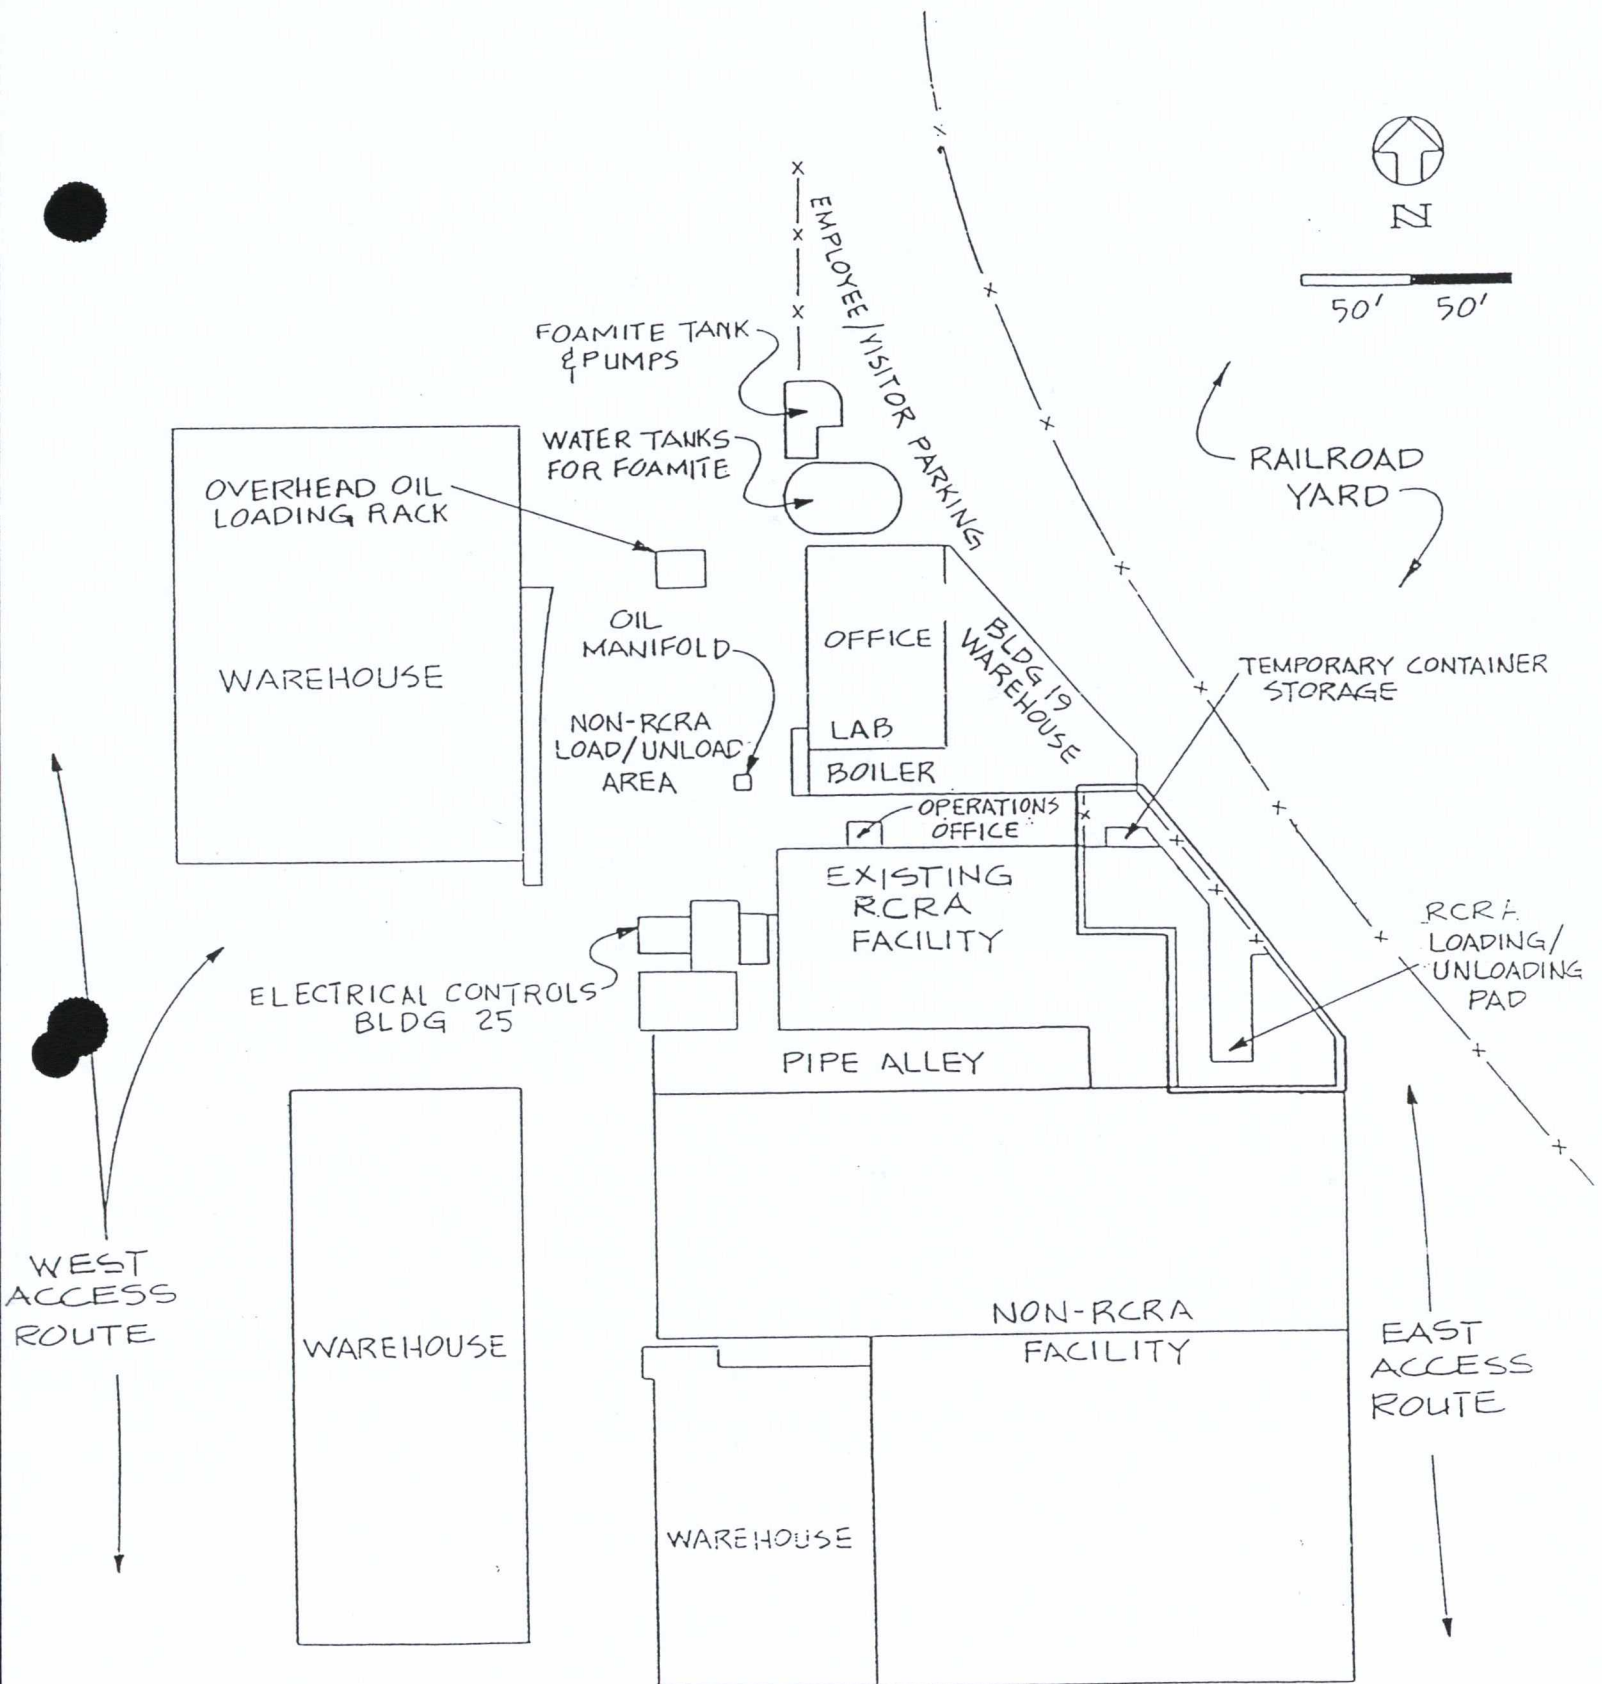 N
50' 50'
EMPLOYEE/VISITOR PARKING
FOAMITE TANK
& PUMPS
WATER TANKS
FOR FOAMITE
RAILROAD
YARD
OVERHEAD OIL
LOADING RACK
WAREHOUSE
OIL
MANIFOLD
NON-RCRA
LOAD/UNLOAD
AREA
OFFICE
LAB
BOILER
BLDG 19
WAREHOUSE
TEMPORARY CONTAINER
STORAGE
OPERATIONS
OFFICE
EXISTING
RCRA
FACILITY
RCRA
LOADING/
UNLOADING
PAD
ELECTRICAL CONTROLS
BLDG 25
PIPE ALLEY
WEST
ACCESS
ROUTE
WAREHOUSE
NON-RCRA
FACILITY
EAST
ACCESS
ROUTE
WAREHOUSE